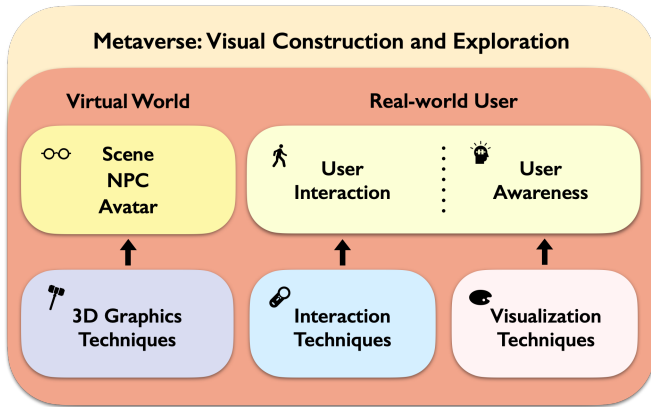 Metaverse: Visual Construction and Exploration
Virtual World
Real-world User
Scene
NPC
Avatar
User
Interaction
User
Awareness
3D Graphics
Techniques
Interaction
Techniques
Visualization
Techniques